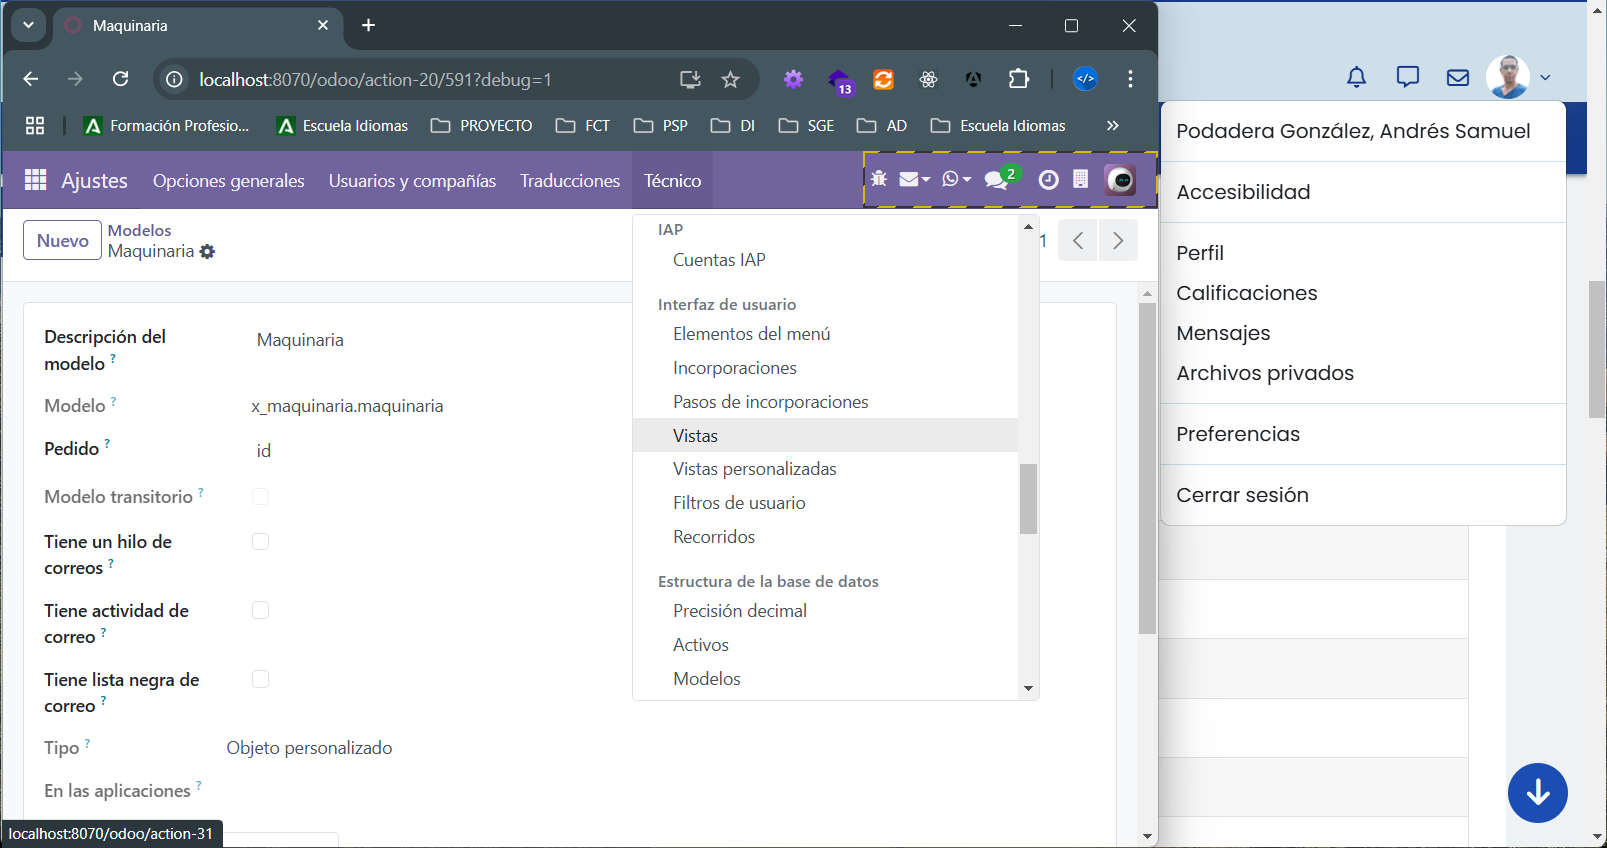 Maquinaria
localhost:8070/odoo/action-20/591?debug=1
13
</>
Formación Profesio...
Escuela Idiomas
PROYECTO
FCT
PSP
DI
SGE
AD
Escuela Idiomas
Ajustes
Opciones generales
Usuarios y compañías
Traducciones
Técnico
2
Nuevo
Modelos
Maquinaria
1
Descripción del
modelo ?
Maquinaria
Modelo ?
x_maquinaria.maquinaria
Pedido ?
id
Modelo transitorio ?
Tiene un hilo de
correos ?
Tiene actividad de
correo ?
Tiene lista negra de
correo ?
Tipo ?
Objeto personalizado
En las aplicaciones ?
localhost:8070/odoo/action-31
IAP
Cuentas IAP
Interfaz de usuario
Elementos del menú
Incorporaciones
Pasos de incorporaciones
Vistas
Vistas personalizadas
Filtros de usuario
Recorridos
Estructura de la base de datos
Precisión decimal
Activos
Modelos
Podadera González, Andrés Samuel
Accesibilidad
Perfil
Calificaciones
Mensajes
Archivos privados
Preferencias
Cerrar sesión